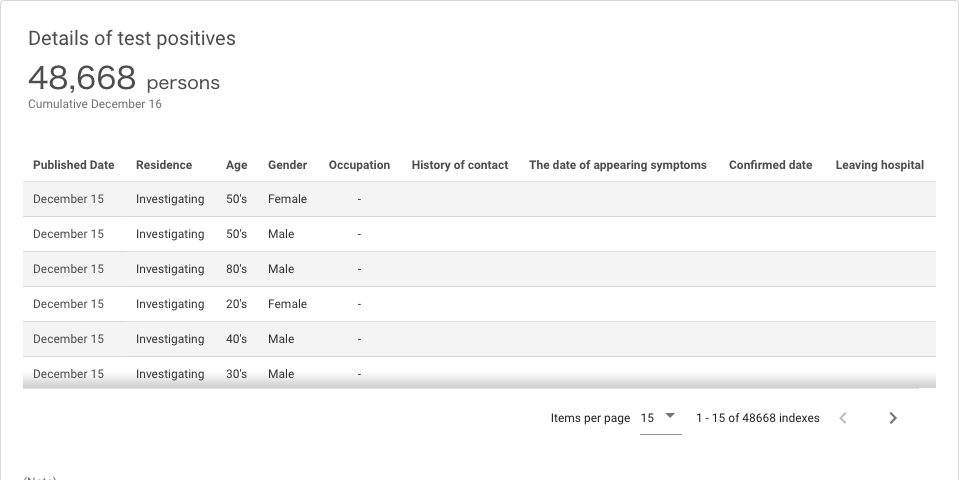 Details of test positives
48,668 persons
Cumulative December 16
Published Date Residence Age Gender Occupation History of contact The date of appearing symptoms Confirmed date Leaving hospital
December 15 Investigating 50's Female -
December 15 Investigating 50's Male -
December 15 Investigating 80's Male -
December 15 Investigating 20's Female -
December 15 Investigating 40's Male -
December 15 Investigating 30's Male -
Items per page 15 1 - 15 of 48668 indexes